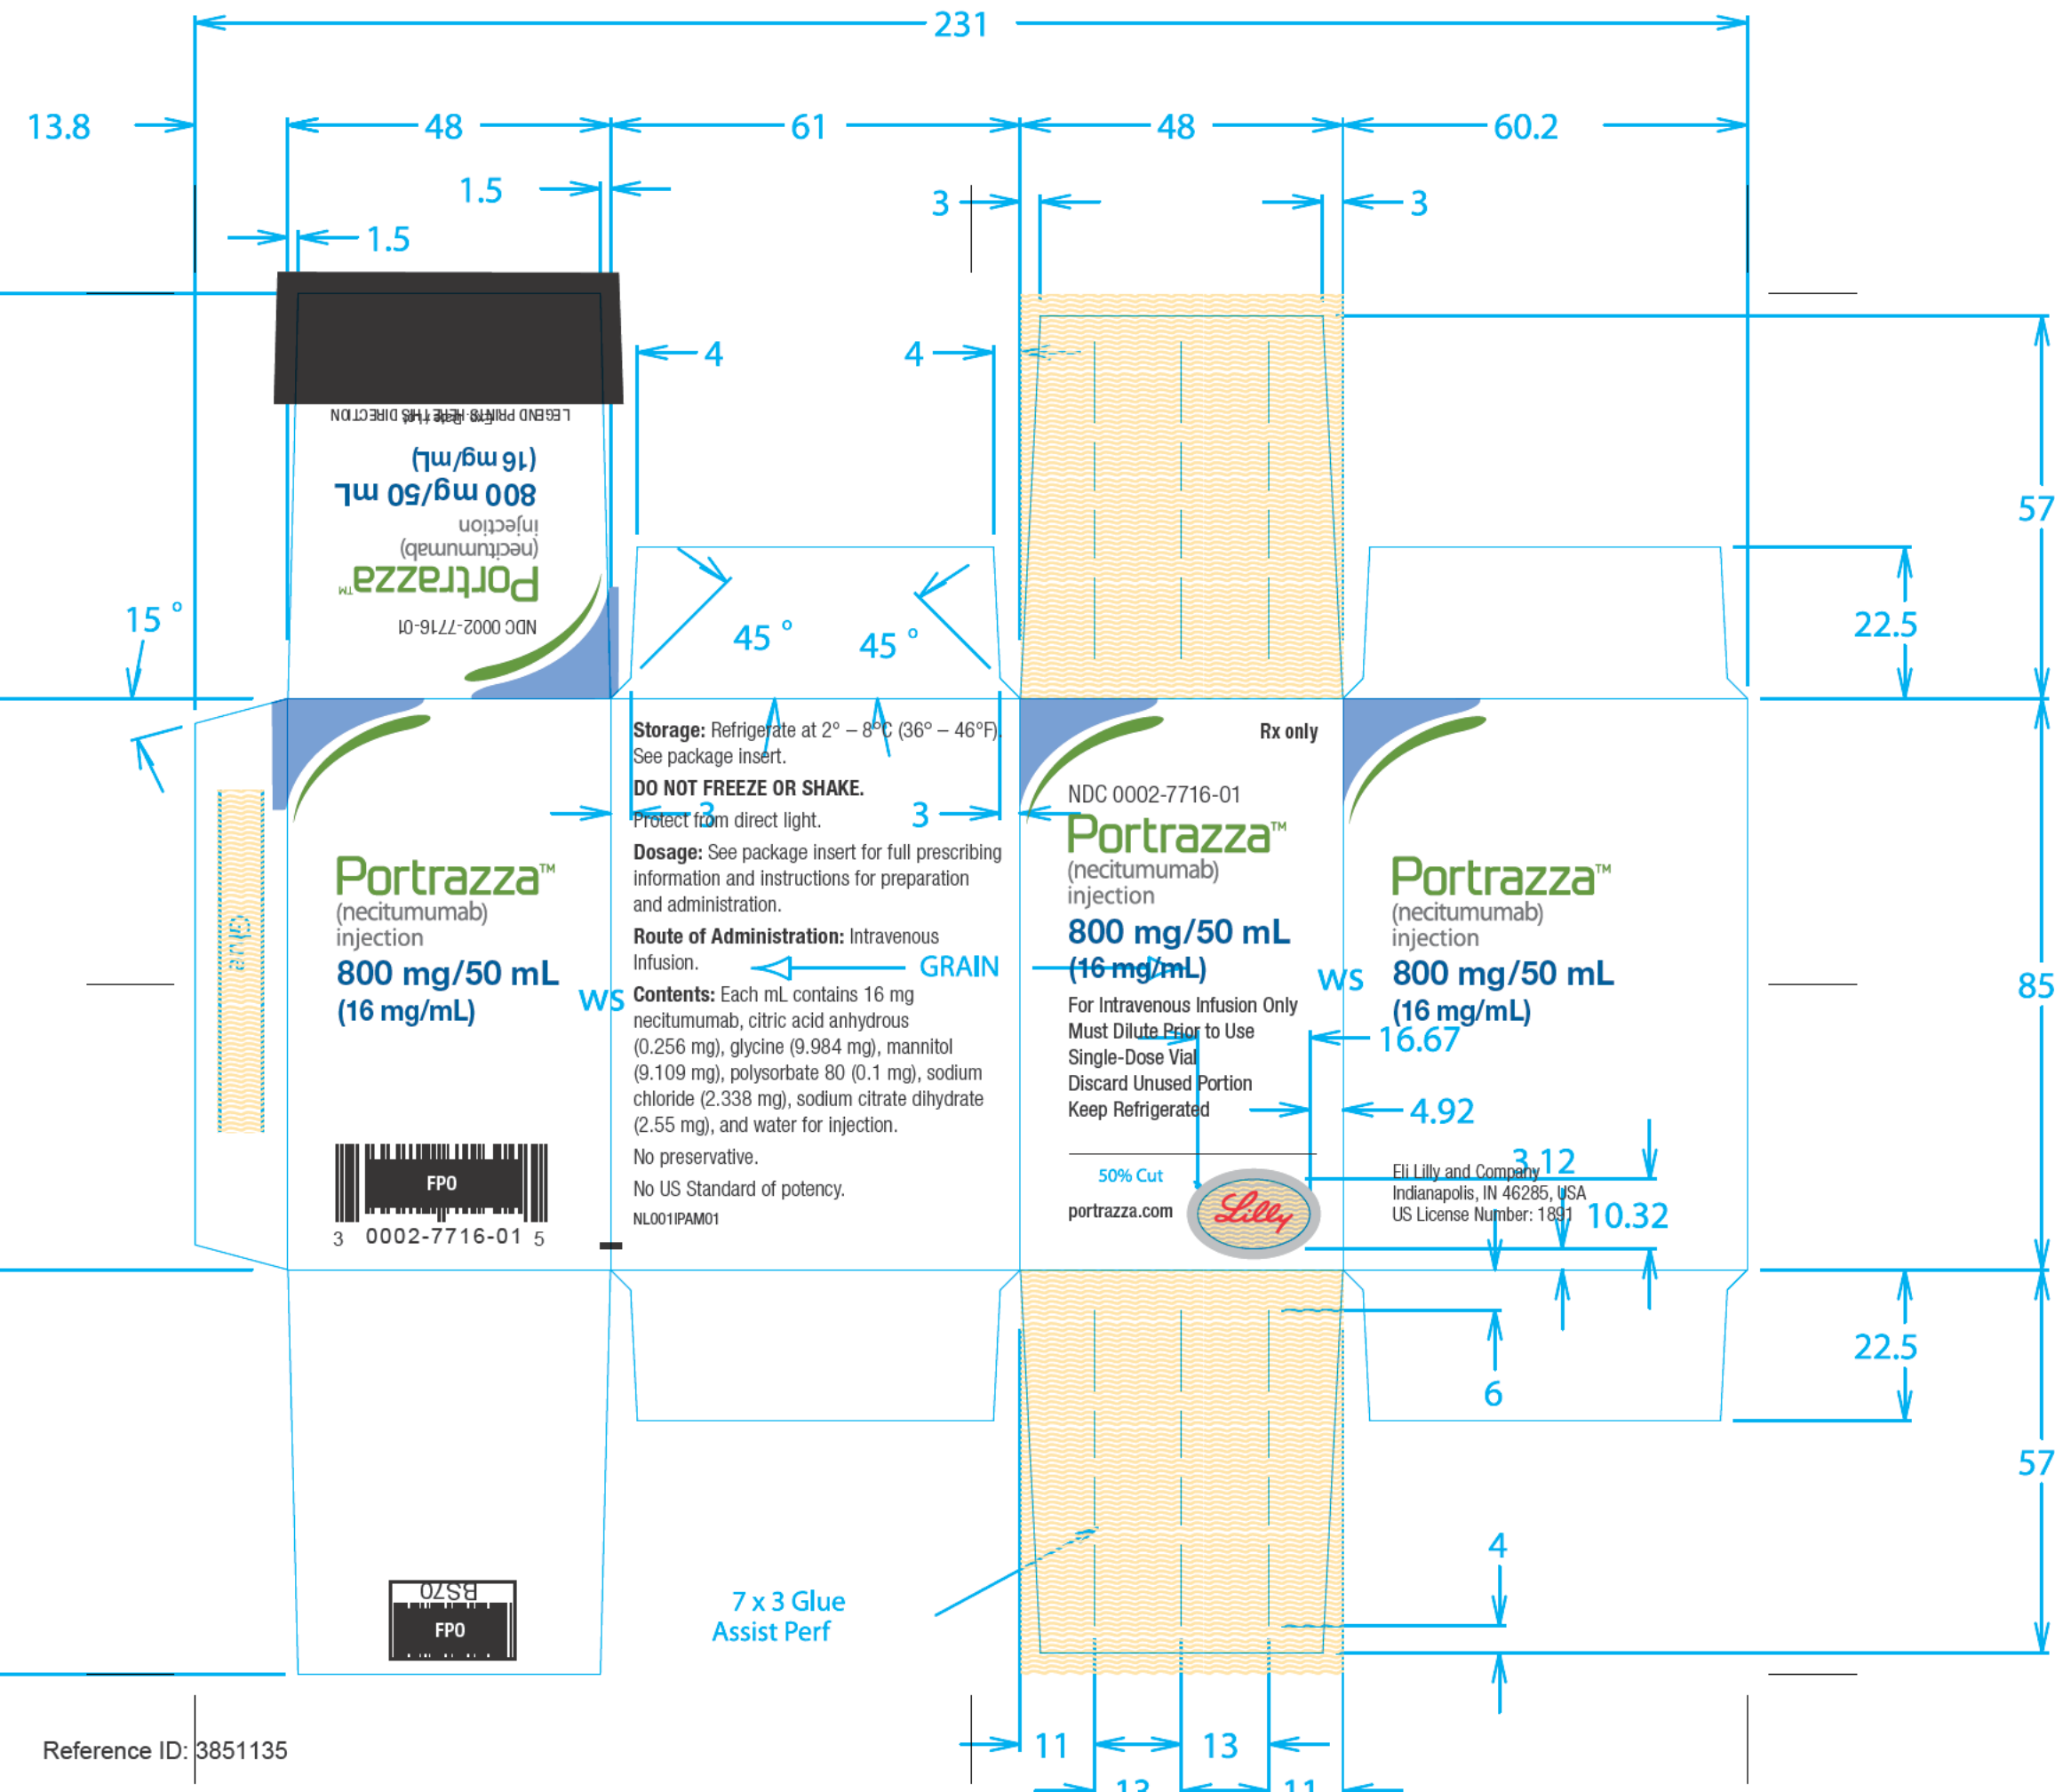 231
13.8
48
61
48
60.2
1.5
3
3
1.5
4
4
57
LEGEND PRINTS HERE THIS DIRECTION
(16 mg/mL)
800 mg/50 mL
injection
(necitumumab)
Portrazza™
NDC 0002-7716-01
15 °
45 °
45 °
22.5
Glue
Portrazza™
(necitumumab)
injection
800 mg/50 mL
(16 mg/mL)
FPO
3 0002-7716-01 5
WS
Storage: Refrigerate at 2° – 8°C (36° – 46°F).
See package insert.
DO NOT FREEZE OR SHAKE.
3
3
Protect from direct light.
Dosage: See package insert for full prescribing
information and instructions for preparation
and administration.
Route of Administration: Intravenous
Infusion.
GRAIN
Contents: Each mL contains 16 mg
necitumumab, citric acid anhydrous
(0.256 mg), glycine (9.984 mg), mannitol
(9.109 mg), polysorbate 80 (0.1 mg), sodium
chloride (2.338 mg), sodium citrate dihydrate
(2.55 mg), and water for injection.
No preservative.
No US Standard of potency.
NL001IPAM01
Rx only
NDC 0002-7716-01
Portrazza™
(necitumumab)
injection
800 mg/50 mL
(16 mg/mL)
For Intravenous Infusion Only
Must Dilute Prior to Use
Single-Dose Vial
Discard Unused Portion
Keep Refrigerated
50% Cut
portrazza.com
Lilly
WS
Portrazza™
(necitumumab)
injection
800 mg/50 mL
(16 mg/mL)
16.67
4.92
3.12
Eli Lilly and Company
Indianapolis, IN 46285, USA
US License Number: 1891
10.32
85
22.5
6
57
4
BS70
FPO
7 x 3 Glue
Assist Perf
Reference ID: 3851135
11
13
13
11